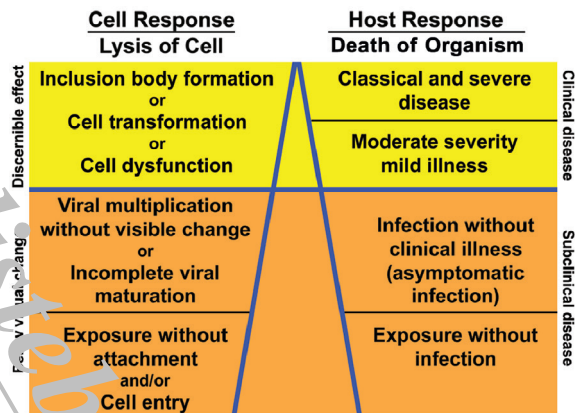 Cell Response
Lysis of Cell
Host Response
Death of Organism
Discernible effect
Inclusion body formation
or
Cell transformation
or
Cell dysfunction
Classical and severe
disease
Moderate severity
mild illness
Clinical disease
Viral multiplication
without visible change
or
Incomplete viral
maturation
Exposure without
attachment
and/or
Cell entry
Infection without
clinical illness
(asymptomatic
infection)
Exposure without
infection
Subclinical disease